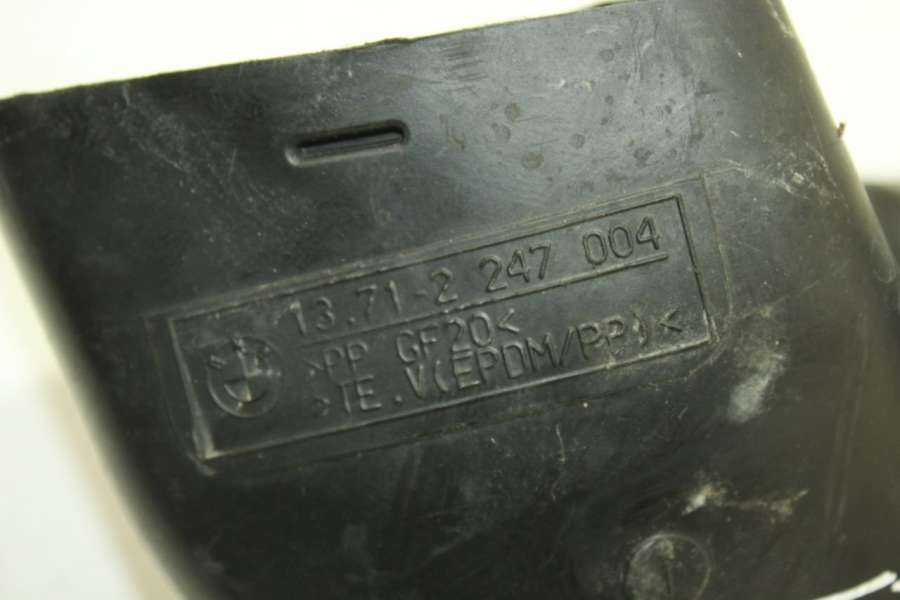 13.71-2 247 004
>PP GF20<
>TE.V(EPDM/PP)<